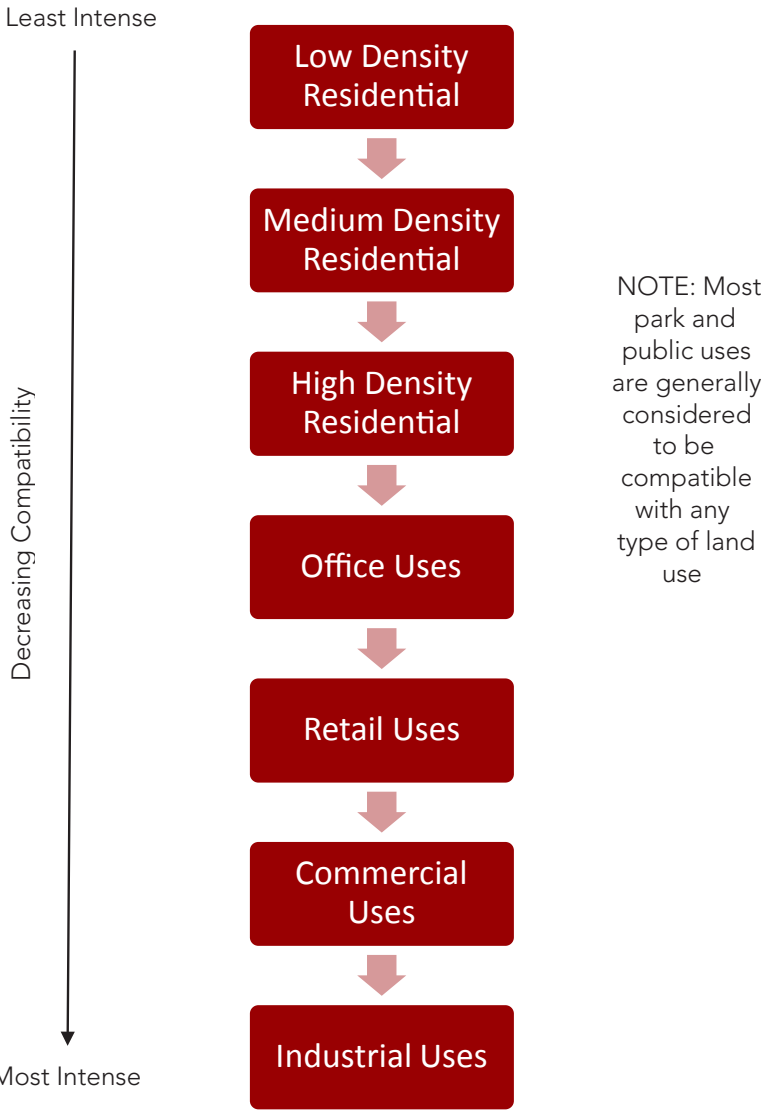 Least Intense
Low Density
Residential
Medium Density
Residential
NOTE: Most
park and
public uses
are generally
considered
to be
compatible
with any
type of land
use
High Density
Residential
Decreasing Compatibility
Office Uses
Retail Uses
Commercial
Uses
Industrial Uses
Most Intense